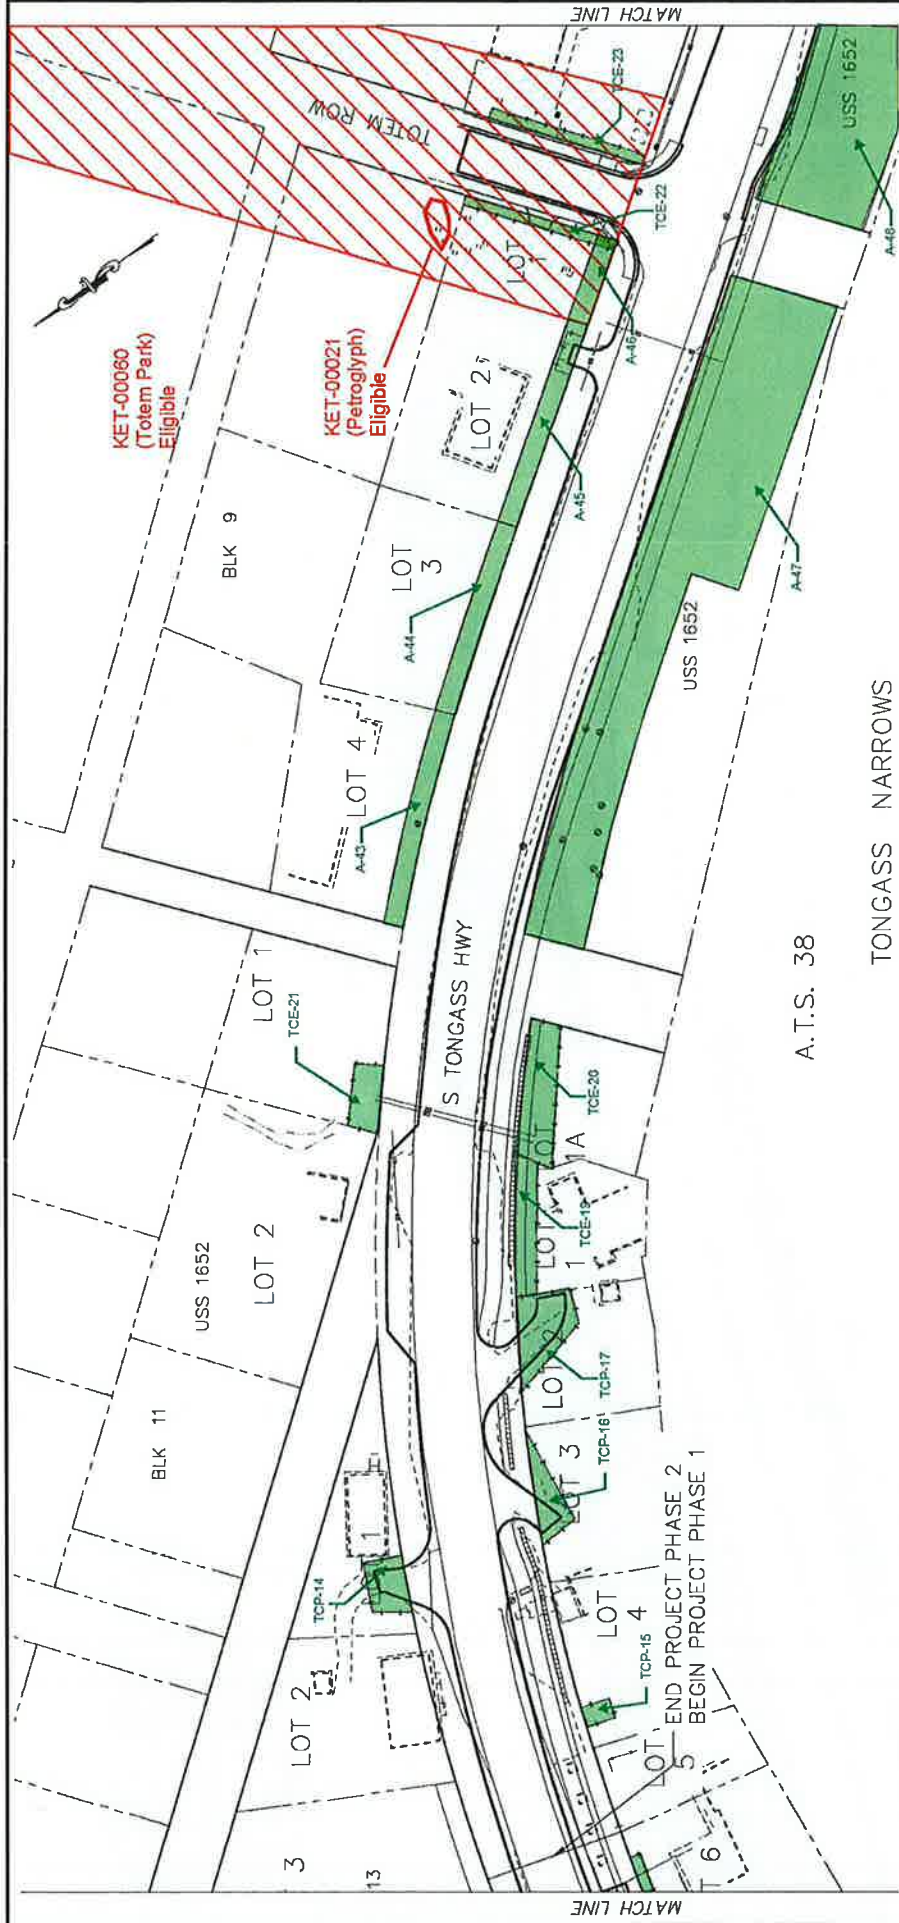 MATCH LINE
KET-00060
(Totem Park)
Eligible
KET-00021
(Petroglyph)
Eligible
TOTEM ROW
TCE-23
TCE-22
LOT
1
A-46
A-45
LOT 2
BLK 9
LOT
3
A-44
LOT 4
A-43
USS 1652
A-48
A-47
USS 1652
TONGASS NARROWS
A.T.S. 38
S TONGASS HWY
LOT 1
TCE-21
TCE-20
LOT
1A
TCE-19
LOT
1
USS 1652
LOT 2
BLK 11
TCP-17
LOT
TCP-16
LOT 3
1
TCP-14
LOT 2
LOT
4
TCP-15
END PROJECT PHASE 2
BEGIN PROJECT PHASE 1
LOT
5
3
13
T 6
MATCH LINE